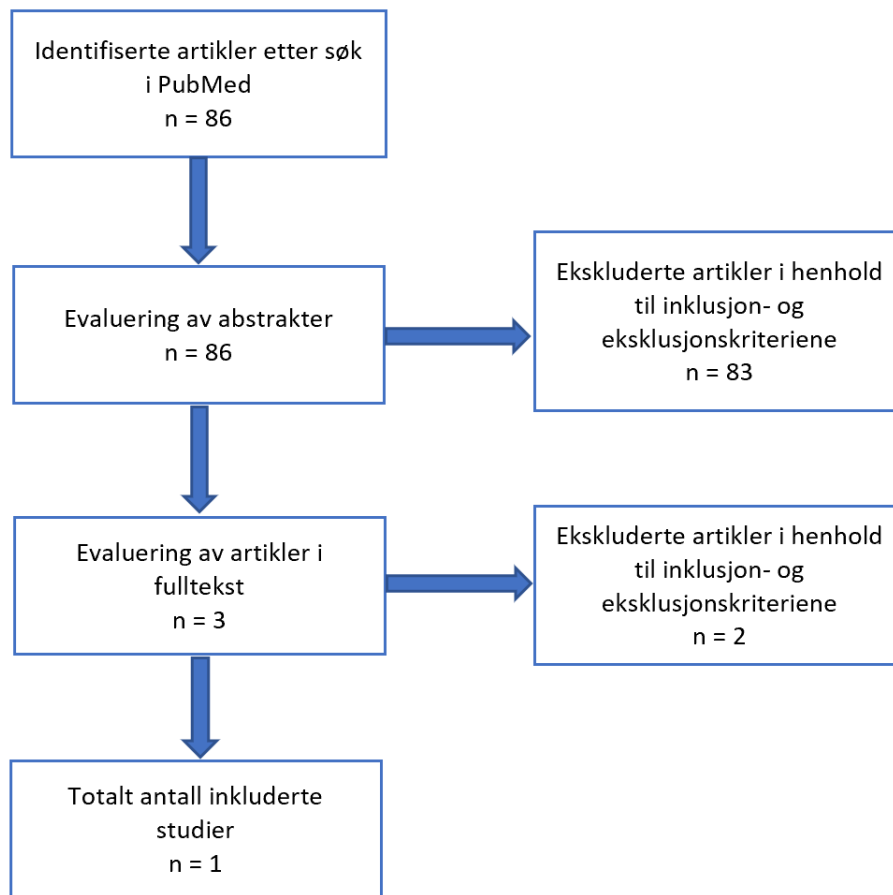 Identifiserte artikler etter søk
i PubMed
n = 86
Evaluering av abstrakter
n = 86
Ekskluderte artikler i henhold
til inklusjon- og
eksklusjonskriteriene
n = 83
Evaluering av artikler i
fulltekst
n = 3
Ekskluderte artikler i henhold
til inklusjon- og
eksklusjonskriteriene
n = 2
Totalt antall inkluderte
studier
n = 1